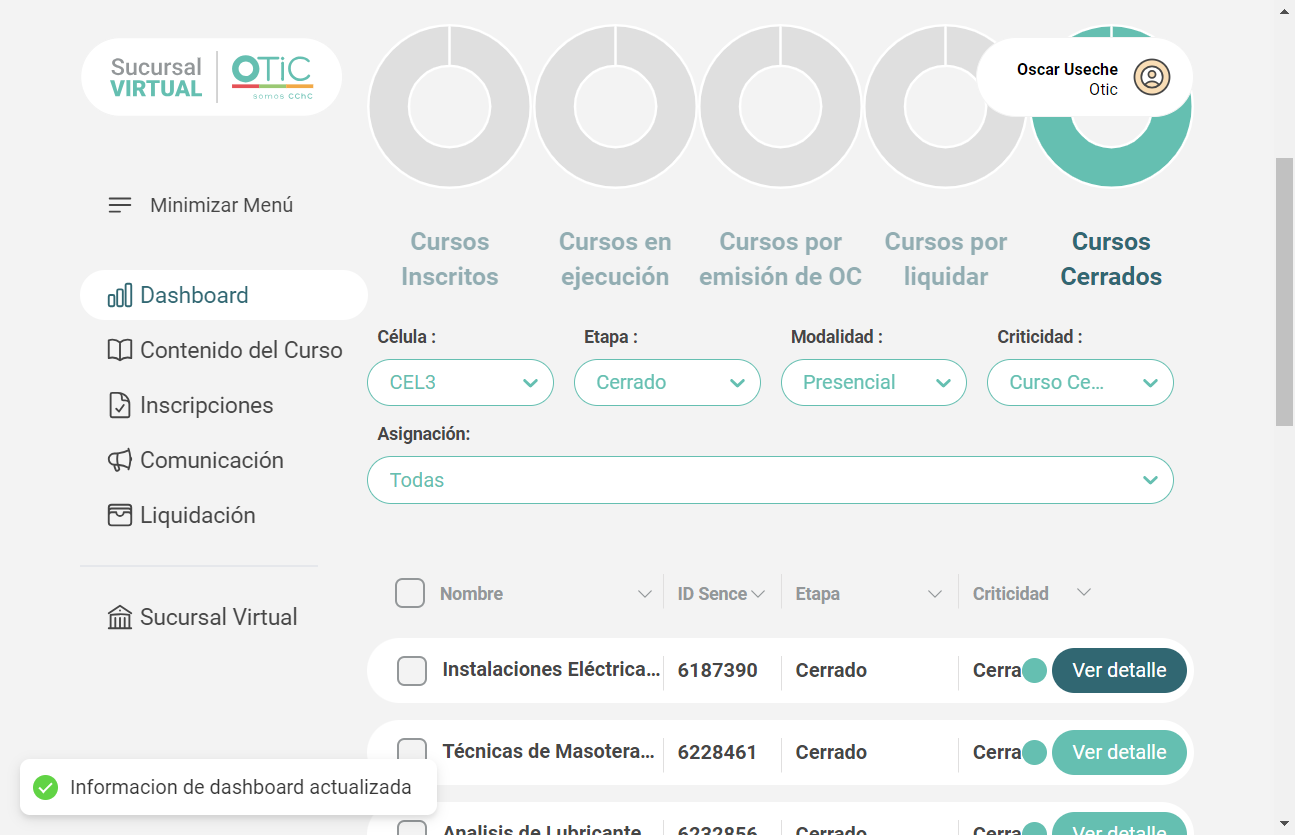 Sucursal
VIRTUAL
OTiC
somos CChC
Oscar Useche
Otic
Minimizar Menú
Dashboard
Contenido del Curso
Inscripciones
Comunicación
Liquidación
Sucursal Virtual
Cursos
Inscritos
Cursos en
ejecución
Cursos por
emisión de OC
Cursos por
liquidar
Cursos
Cerrados
Célula :
Etapa :
Modalidad :
Criticidad :
CEL3
Cerrado
Presencial
Curso Ce...
Asignación:
Todas
Nombre
ID Sence
Etapa
Criticidad
Instalaciones Eléctrica... 6187390 Cerrado Cerra Ver detalle
Técnicas de Masotera... 6228461 Cerrado Cerra Ver detalle
Analisis de Lubricante 6232856 Cerrado Cerra Ver detalle
Informacion de dashboard actualizada